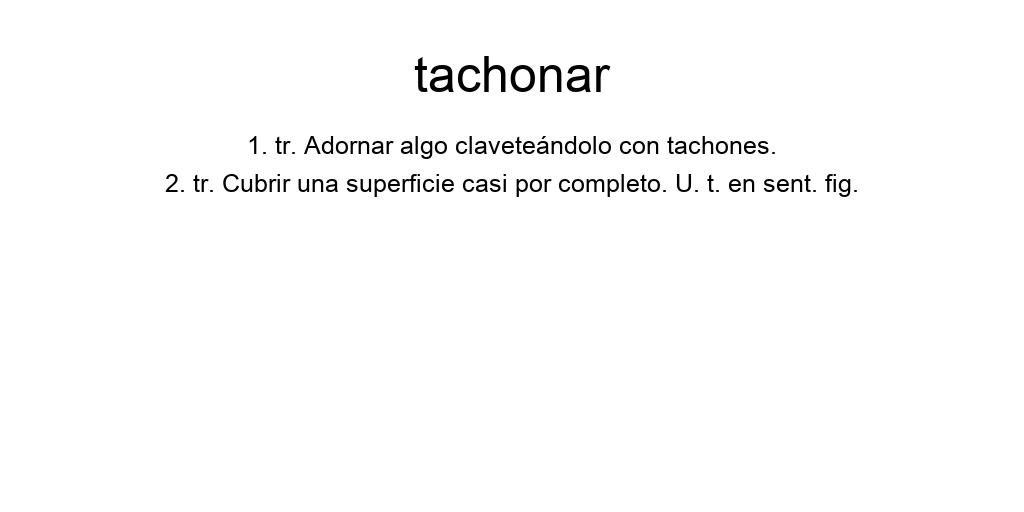 tachonar
1. tr. Adornar algo claveteándolo con tachones.
2. tr. Cubrir una superficie casi por completo. U. t. en sent. fig.